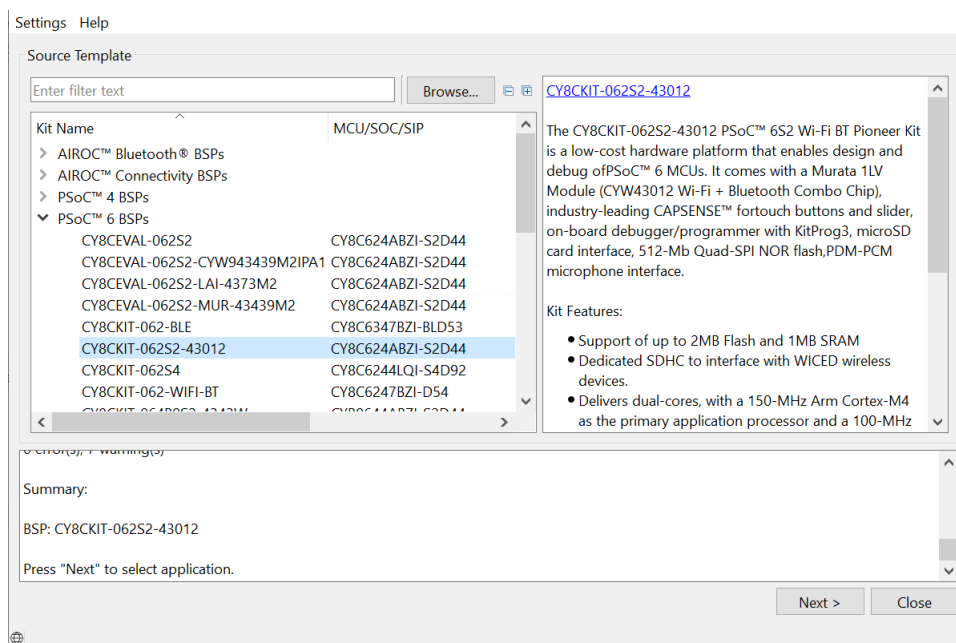 Settings Help
Source Template
Enter filter text
Browse...
Kit Name MCU/SOC/SIP
AIROC™ Bluetooth® BSPs
AIROC™ Connectivity BSPs
PSoC™ 4 BSPs
PSoC™ 6 BSPs
CY8CEVAL-062S2 CY8C624ABZI-S2D44
CY8CEVAL-062S2-CYW943439M2IPA1 CY8C624ABZI-S2D44
CY8CEVAL-062S2-LAI-4373M2 CY8C624ABZI-S2D44
CY8CEVAL-062S2-MUR-43439M2 CY8C624ABZI-S2D44
CY8CKIT-062-BLE CY8C6347BZI-BLD53
CY8CKIT-062S2-43012 CY8C624ABZI-S2D44
CY8CKIT-062S4 CY8C6244LQI-S4D92
CY8CKIT-062-WIFI-BT CY8C6247BZI-D54
CY8CKIT-062-43012
The CY8CKIT-062S2-43012 PSoC™ 6S2 Wi-Fi BT Pioneer Kit
is a low-cost hardware platform that enables design and
debug ofPSoC™ 6 MCUs. It comes with a Murata 1LV
Module (CYW43012 Wi-Fi + Bluetooth Combo Chip),
industry-leading CAPSENSE™ fortouch buttons and slider,
on-board debugger/programmer with KitProg3, microSD
card interface, 512-Mb Quad-SPI NOR flash,PDM-PCM
microphone interface.
Kit Features:
Support of up to 2MB Flash and 1MB SRAM
Dedicated SDHC to interface with WICED wireless
devices.
Delivers dual-cores, with a 150-MHz Arm Cortex-M4
as the primary application processor and a 100-MHz
Summary:
BSP: CY8CKIT-062S2-43012
Press "Next" to select application.
Next >
Close